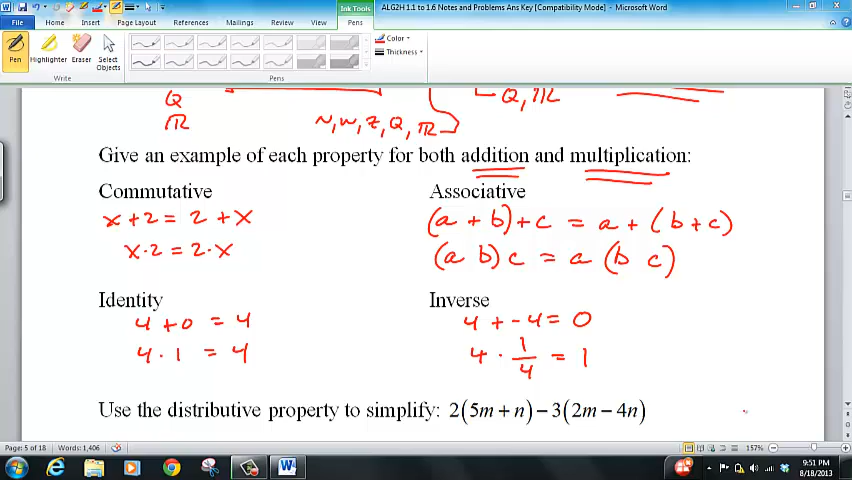 Ink Tools
ALG2H 1.1 to 1.6 Notes and Problems Ans Key [Compatibility Mode] - Microsoft Word
File Home Insert Page Layout References Mailings Review View Pens
Pen Highlighter Eraser Select Objects
Color
Thickness
Write Pens
Q Q, ℝ
ℝ N, W, Z, Q, ℝ
Give an example of each property for both addition and multiplication:
Commutative Associative
x + 2 = 2 + x (a + b) + c = a + (b + c)
x · 2 = 2 · x (a b) c = a (b c)
Identity Inverse
4 + 0 = 4 4 + -4 = 0
4 · 1 = 4 4 · 1/4 = 1
Use the distributive property to simplify: 2(5m + n) − 3(2m − 4n)
Page: 5 of 18 Words: 1,406 157%
9:51 PM
8/18/2013